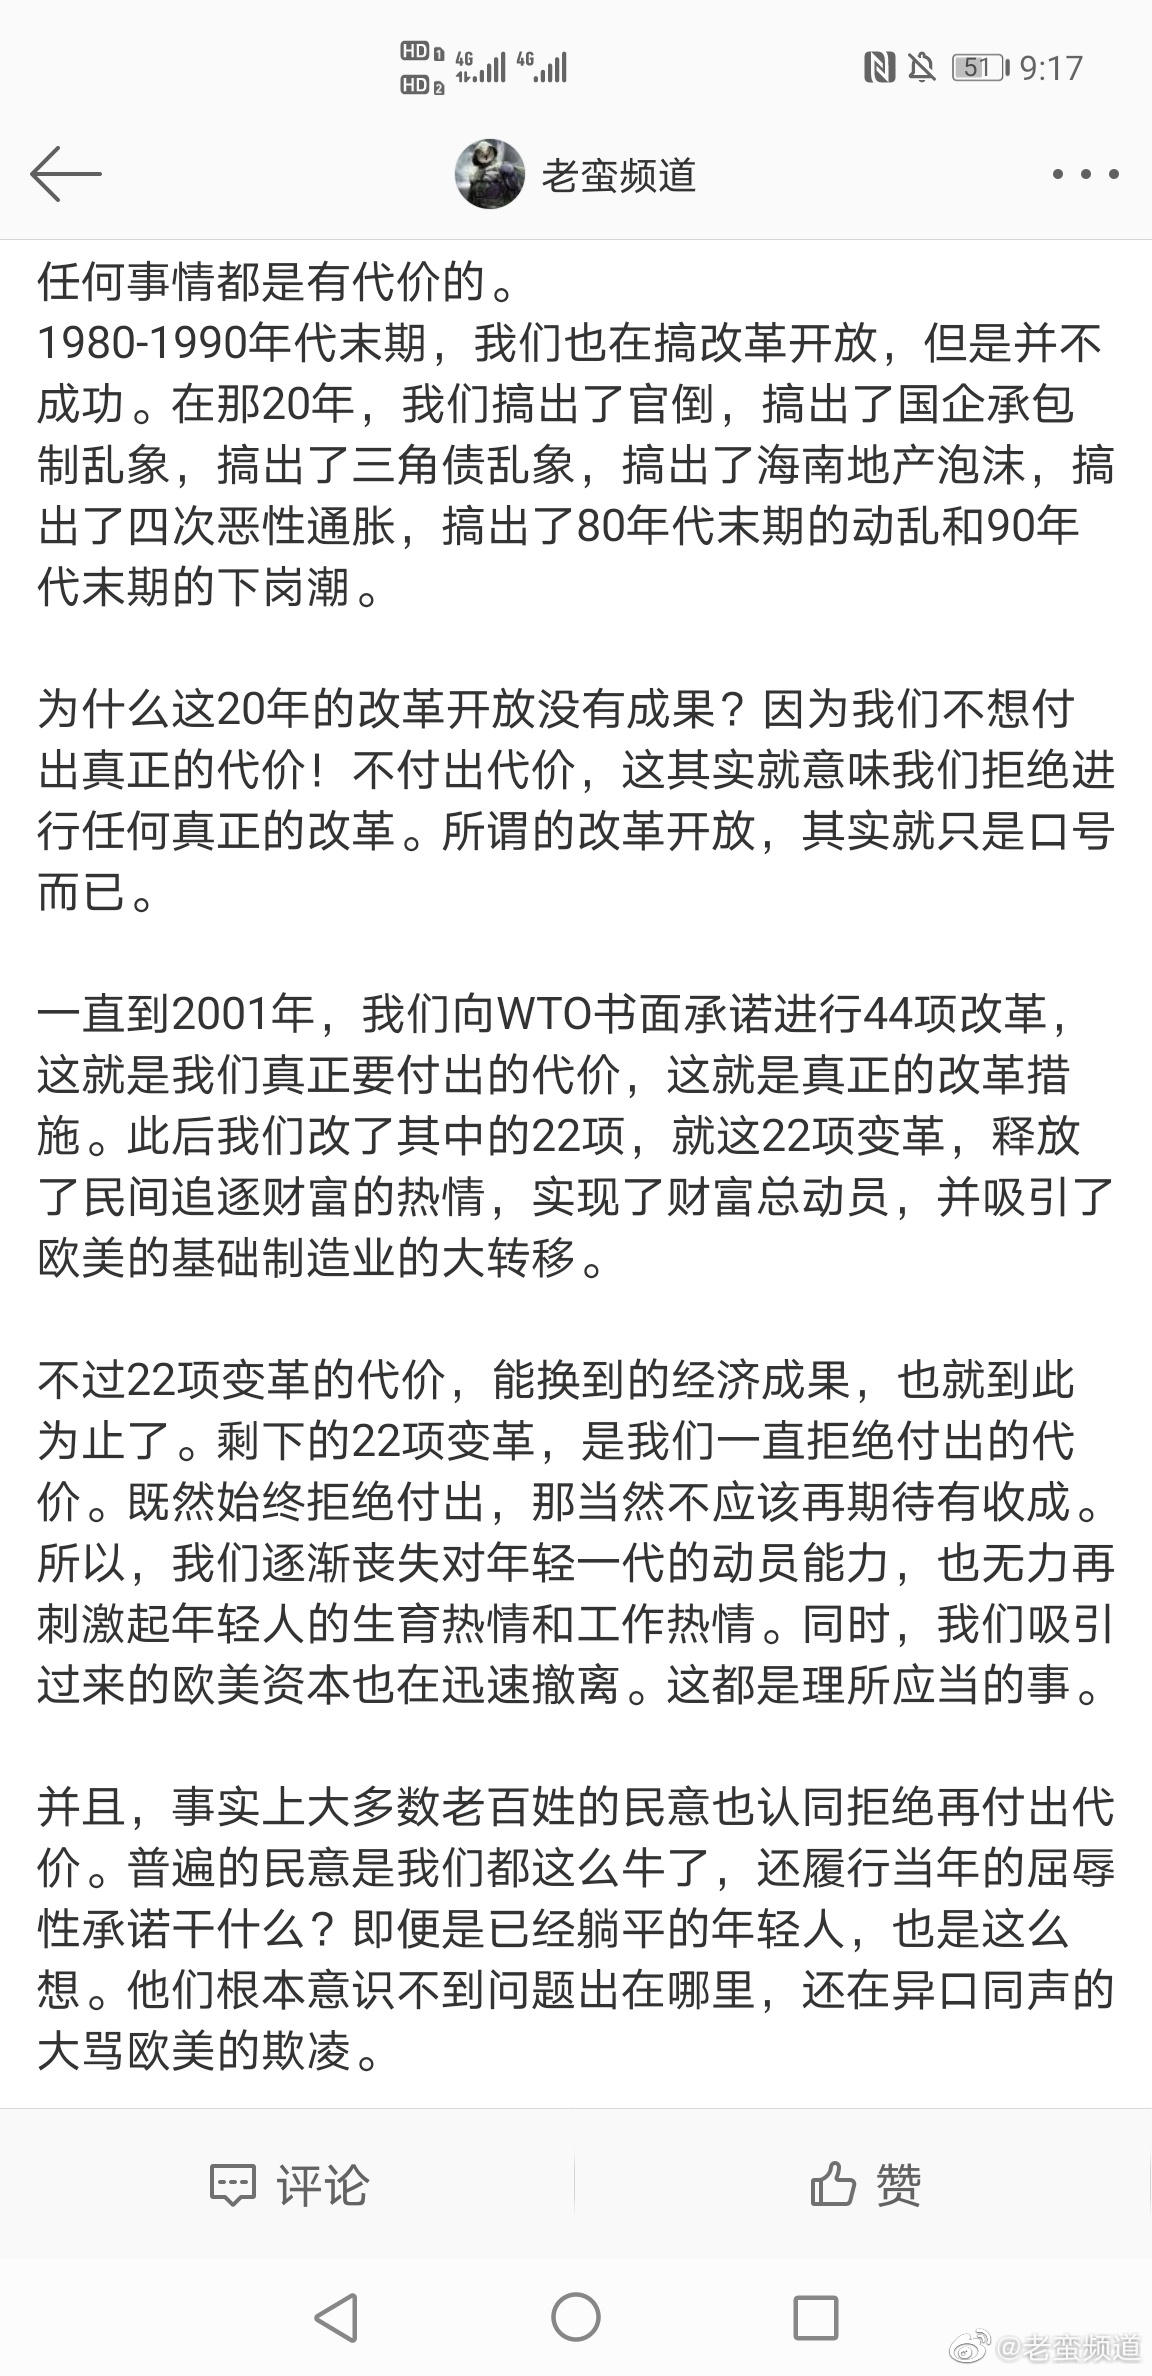 HD 1
HD 2
4G
4G
51
9:17
老蛮频道
任何事情都是有代价的。
1980-1990年代末期，我们也在搞改革开放，但是并不
成功。在那20年，我们搞出了官倒，搞出了国企承包
制乱象，搞出了三角债乱象，搞出了海南地产泡沫，搞
出了四次恶性通胀，搞出了80年代末期的动乱和90年
代末期的下岗潮。
为什么这20年的改革开放没有成果？因为我们不想付
出真正的代价！不付出代价，这其实就意味我们拒绝进
行任何真正的改革。所谓的改革开放，其实就只是口号
而已。
一直到2001年，我们向WTO书面承诺进行44项改革，
这就是我们真正要付出的代价，这就是真正的改革措
施。此后我们改了其中的22项，就这22项变革，释放
了民间追逐财富的热情，实现了财富总动员，并吸引了
欧美的基础制造业的大转移。
不过22项变革的代价，能换到的经济成果，也就到此
为止了。剩下的22项变革，是我们一直拒绝付出的代
价。既然始终拒绝付出，那当然不应该再期待有收成。
所以，我们逐渐丧失对年轻一代的动员能力，也无力再
刺激起年轻人的生育热情和工作热情。同时，我们吸引
过来的欧美资本也在迅速撤离。这都是理所应当的事。
并且，事实上大多数老百姓的民意也认同拒绝再付出代
价。普遍的民意是我们都这么牛了，还履行当年的屈辱
性承诺干什么？即便是已经躺平的年轻人，也是这么
想。他们根本意识不到问题出在哪里，还在异口同声的
大骂欧美的欺凌。
评论
赞
@老蛮频道